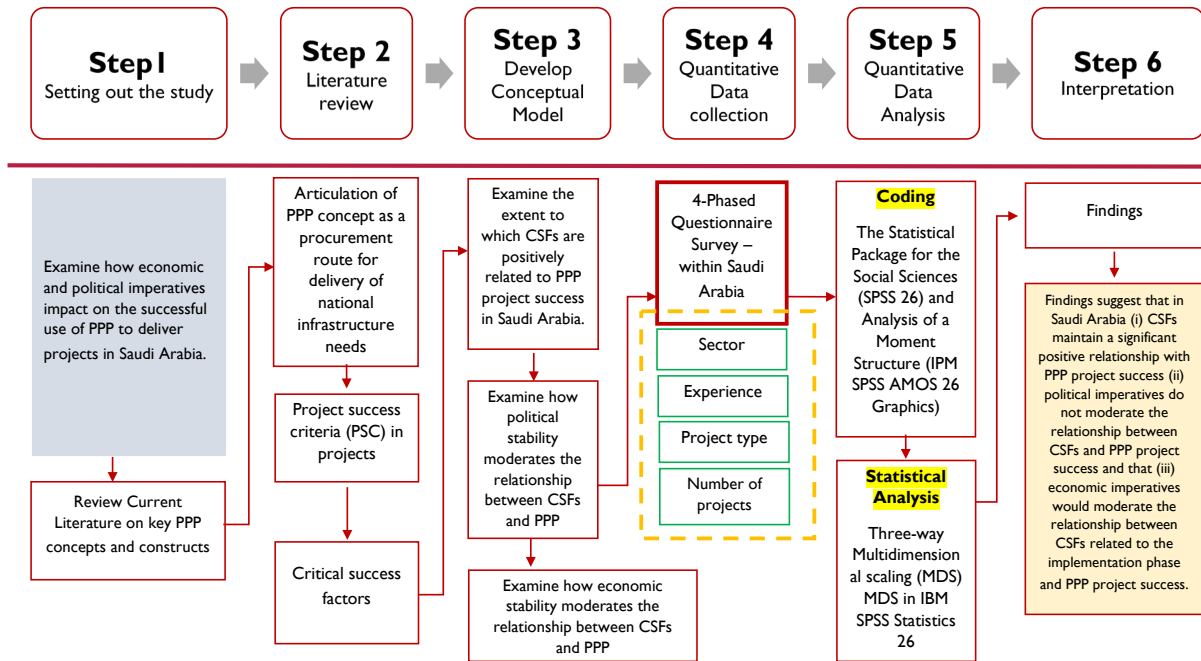 Step1
Setting out the study
Step 2
Literature
review
Step 3
Develop
Conceptual
Model
Step 4
Quantitative
Data
collection
Step 5
Quantitative
Data
Analysis
Step 6
Interpretation
Examine how economic
and political imperatives
impact on the successful
use of PPP to deliver
projects in Saudi Arabia.
Review Current
Literature on key PPP
concepts and constructs
Articulation of
PPP concept as a
procurement
route for
delivery of
national
infrastructure
needs
Project success
criteria (PSC) in
projects
Critical success
factors
Examine the
extent to
which CSFs are
positively
related to PPP
project success
in Saudi Arabia.
Examine how
political
stability
moderates the
relationship
between CSFs
and PPP
Examine how economic
stability moderates the
relationship between CSFs
and PPP
4-Phased
Questionnaire
Survey –
within Saudi
Arabia
Sector
Experience
Project type
Number of
projects
Coding
The Statistical
Package for the
Social Sciences
(SPSS 26) and
Analysis of a
Moment
Structure (IPM
SPSS AMOS 26
Graphics)
Statistical
Analysis
Three-way
Multidimension
al scaling (MDS)
MDS in IBM
SPSS Statistics
26
Findings
Findings suggest that in
Saudi Arabia (i) CSFs
maintain a significant
positive relationship with
PPP project success (ii)
political imperatives do
not moderate the
relationship between
CSFs and PPP project
success and that (iii)
economic imperatives
would moderate the
relationship between
CSFs related to the
implementation phase
and PPP project success.